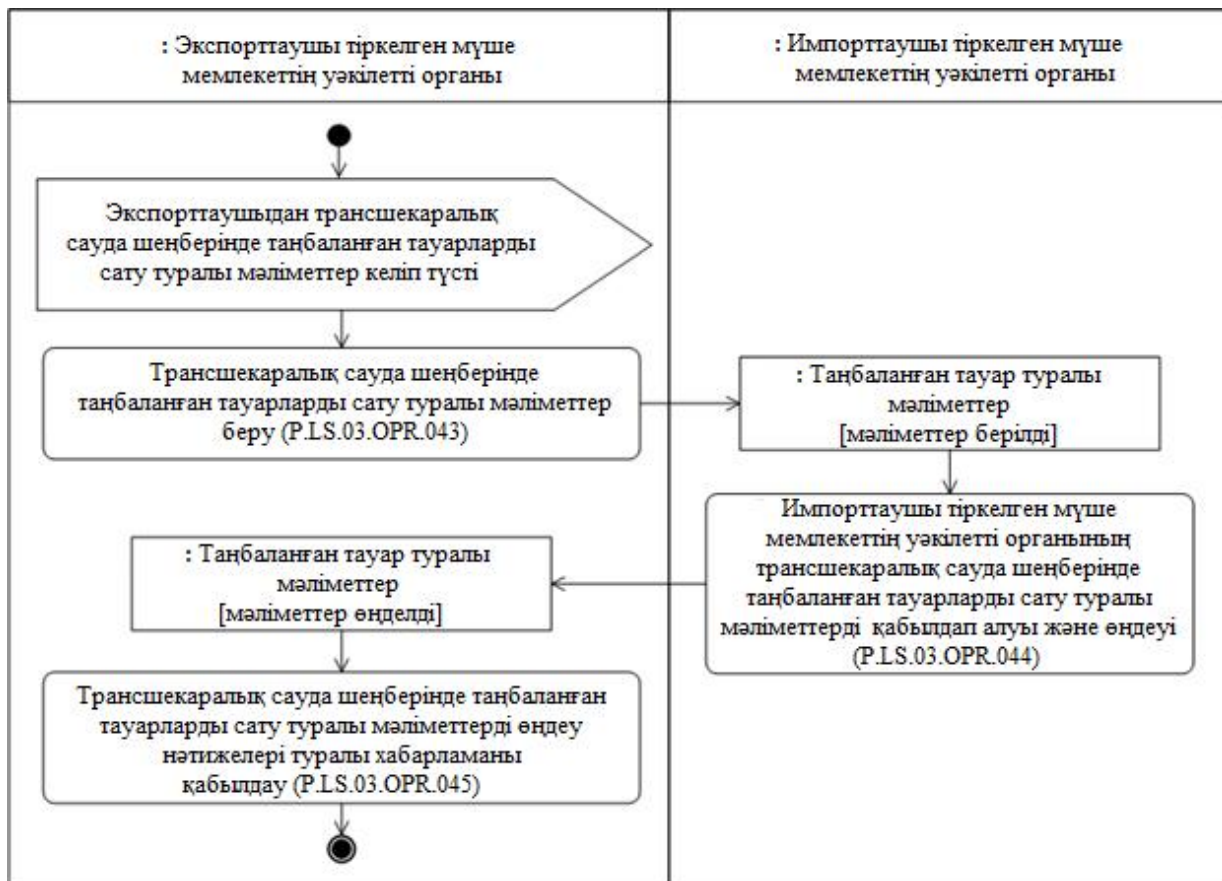 : Экспорттаушы тіркелген мүше
мемлекеттің уәкілетті органы
: Импорттаушы тіркелген мүше
мемлекеттің уәкілетті органы
Экспорттаушыдан трансшекаралық
сауда шеңберінде таңбаланған тауарларды
сату туралы мәліметтер келіп түсті
Трансшекаралық сауда шеңберінде
таңбаланған тауарларды сату туралы мәліметтер
беру (P.LS.03.OPR.043)
: Таңбаланған тауар туралы
мәліметтер
[мәліметтер берілді]
Импорттаушы тіркелген мүше
мемлекеттің уәкілетті органының
трансшекаралық сауда шеңберінде
таңбаланған тауарларды сату туралы
мәліметтерді қабылдап алуы және өңдеуі
(P.LS.03.OPR.044)
: Таңбаланған тауар туралы
мәліметтер
[мәліметтер өңделді]
Трансшекаралық сауда шеңберінде таңбаланған
тауарларды сату туралы мәліметтерді өңдеу
нәтижелері туралы хабарламаны
қабылдау (P.LS.03.OPR.045)